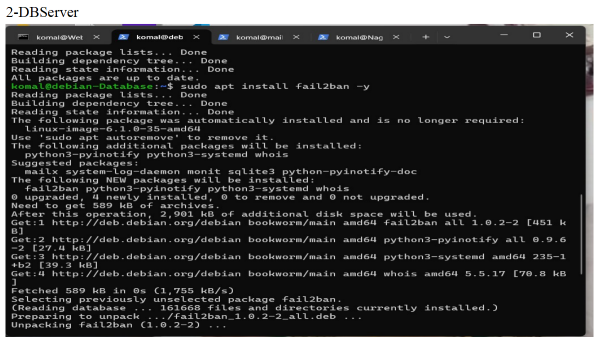 2-DBServer
komal@Wet
komal@deb
komal@mai
komal@Nag
Reading package lists... Done
Building dependency tree... Done
Reading state information... Done
All packages are up to date.
komal@debian-Database:~$ sudo apt install fail2ban -y
Reading package lists... Done
Building dependency tree... Done
Reading state information... Done
The following package was automatically installed and is no longer required:
linux-image-6.1.0-35-amd64
Use 'sudo apt autoremove' to remove it.
The following additional packages will be installed:
python3-pyinotify python3-systemd whois
Suggested packages:
mailx system-log-daemon monit sqlite3 python-pyinotify-doc
The following NEW packages will be installed:
fail2ban python3-pyinotify python3-systemd whois
0 upgraded, 4 newly installed, 0 to remove and 0 not upgraded.
Need to get 589 kB of archives.
After this operation, 2,901 kB of additional disk space will be used.
Get:1 http://deb.debian.org/debian bookworm/main amd64 fail2ban all 1.0.2-2 [451 k
B]
Get:2 http://deb.debian.org/debian bookworm/main amd64 python3-pyinotify all 0.9.6
-2 [27.4 kB]
Get:3 http://deb.debian.org/debian bookworm/main amd64 python3-systemd amd64 235-1
+b2 [39.3 kB]
Get:4 http://deb.debian.org/debian bookworm/main amd64 whois amd64 5.5.17 [70.8 kB
]
Fetched 589 kB in 0s (1,755 kB/s)
Selecting previously unselected package fail2ban.
(Reading database ... 161668 files and directories currently installed.)
Preparing to unpack .../fail2ban_1.0.2-2_all.deb ...
Unpacking fail2ban (1.0.2-2) ...